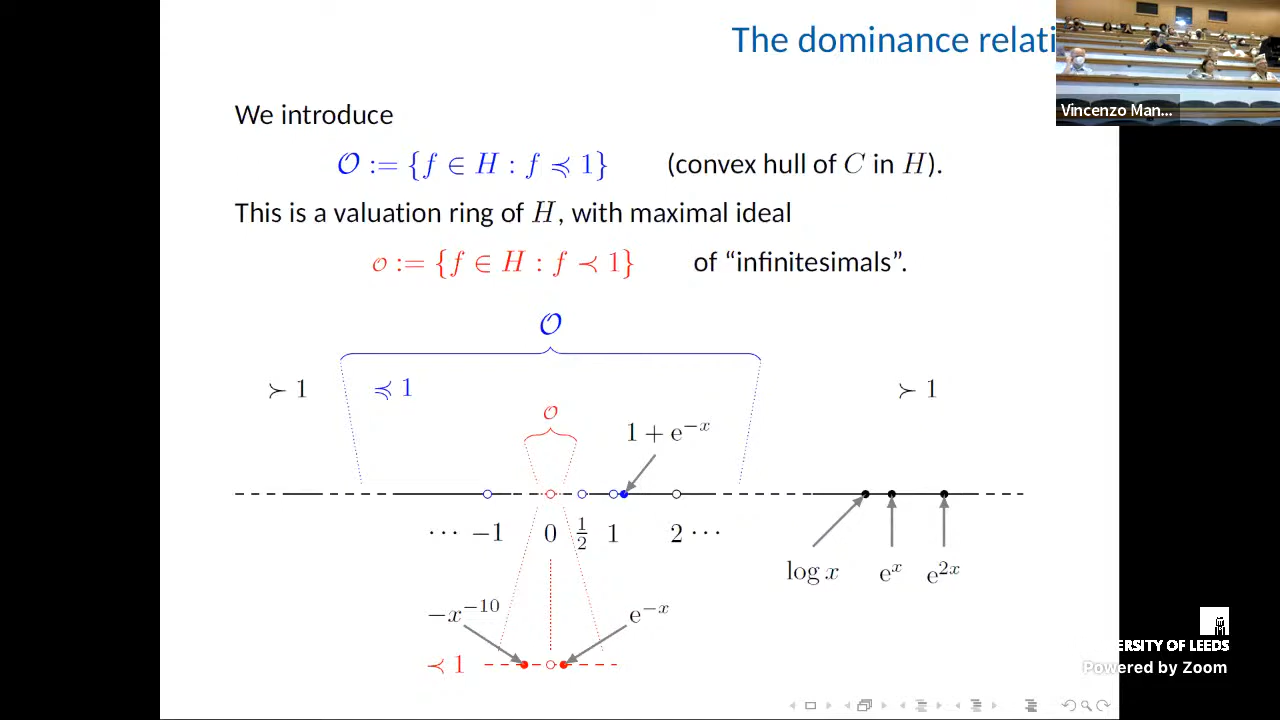 The dominance relati
Vincenzo Man...
We introduce
𝒪 := {f ∈ H : f ≼ 1} (convex hull of C in H).
This is a valuation ring of H, with maximal ideal
𝑜 := {f ∈ H : f ≺ 1} of “infinitesimals”.
𝒪
≻ 1 ≼ 1 ≻ 1
𝑜
1 + e^{−x}
⋯ −1 0 1/2 1 2 ⋯
log x e^x e^{2x}
−x^{−10} e^{−x}
≺ 1
ERSITY OF LEEDS
Powered by Zoom